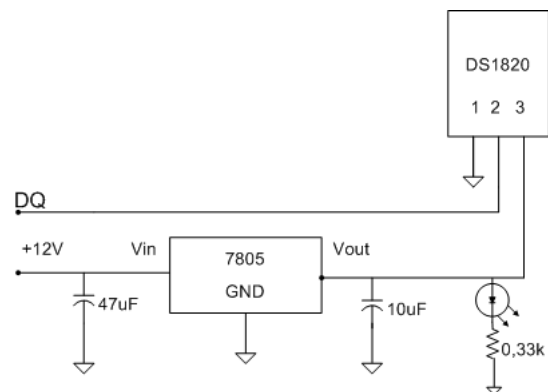 DS1820
1 2 3
DQ
+12V
Vin
7805
GND
Vout
47uF
10uF
0,33k